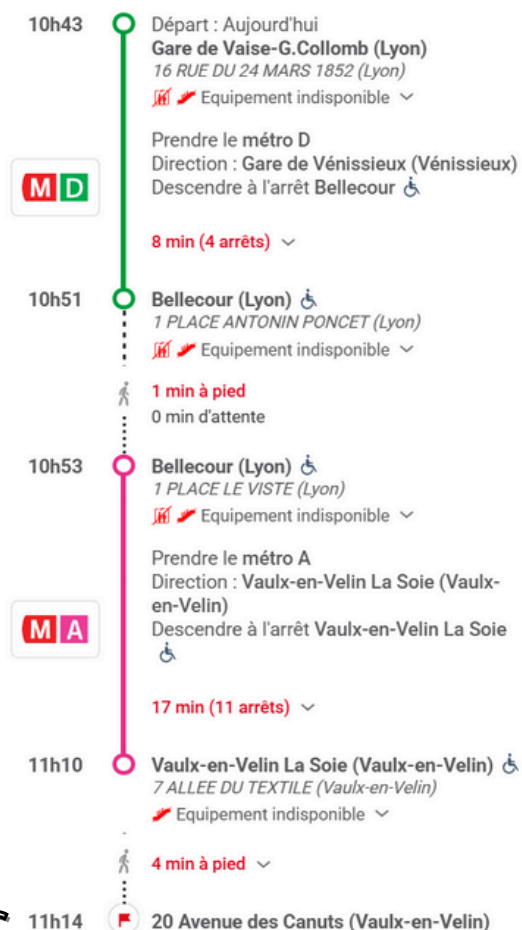 10h43
Départ : Aujourd'hui
Gare de Vaise-G.Collomb (Lyon)
16 RUE DU 24 MARS 1852 (Lyon)
Equipement indisponible
M D
Prendre le métro D
Direction : Gare de Vénissieux (Vénissieux)
Descendre à l'arrêt Bellecour
8 min (4 arrêts)
10h51
Bellecour (Lyon)
1 PLACE ANTONIN PONCET (Lyon)
Equipement indisponible
1 min à pied
0 min d'attente
10h53
Bellecour (Lyon)
1 PLACE LE VISTE (Lyon)
Equipement indisponible
M A
Prendre le métro A
Direction : Vaulx-en-Velin La Soie (Vaulx-
en-Velin)
Descendre à l'arrêt Vaulx-en-Velin La Soie
17 min (11 arrêts)
11h10
Vaulx-en-Velin La Soie (Vaulx-en-Velin)
7 ALLEE DU TEXTILE (Vaulx-en-Velin)
Equipement indisponible
4 min à pied
11h14
20 Avenue des Canuts (Vaulx-en-Velin)